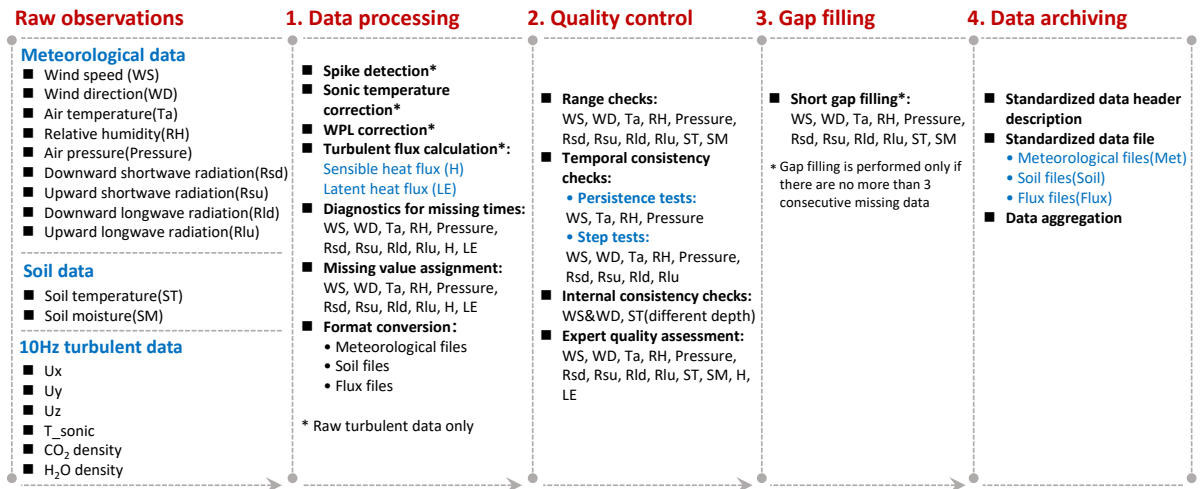 Raw observations
Meteorological data
■ Wind speed (WS)
■ Wind direction(WD)
■ Air temperature(Ta)
■ Relative humidity(RH)
■ Air pressure(Pressure)
■ Downward shortwave radiation(Rsd)
■ Upward shortwave radiation(Rsu)
■ Downward longwave radiation(Rld)
■ Upward longwave radiation(Rlu)
Soil data
■ Soil temperature(ST)
■ Soil moisture(SM)
10Hz turbulent data
■ Ux
■ Uy
■ Uz
■ T_sonic
■ CO₂ density
■ H₂O density
1. Data processing
■ Spike detection*
■ Sonic temperature
correction*
■ WPL correction*
■ Turbulent flux calculation*:
Sensible heat flux (H)
Latent heat flux (LE)
■ Diagnostics for missing times:
WS, WD, Ta, RH, Pressure,
Rsd, Rsu, Rld, Rlu, H, LE
■ Missing value assignment:
WS, WD, Ta, RH, Pressure,
Rsd, Rsu, Rld, Rlu, H, LE
■ Format conversion：
• Meteorological files
• Soil files
• Flux files
* Raw turbulent data only
2. Quality control
■ Range checks:
WS, WD, Ta, RH, Pressure,
Rsd, Rsu, Rld, Rlu, ST, SM
■ Temporal consistency
checks:
• Persistence tests:
WS, Ta, RH, Pressure
• Step tests:
WS, WD, Ta, RH, Pressure,
Rsd, Rsu, Rld, Rlu
■ Internal consistency checks:
WS&WD, ST(different depth)
■ Expert quality assessment:
WS, WD, Ta, RH, Pressure,
Rsd, Rsu, Rld, Rlu, ST, SM, H,
LE
3. Gap filling
■ Short gap filling*:
WS, WD, Ta, RH, Pressure,
Rsd, Rsu, Rld, Rlu, ST, SM
* Gap filling is performed only if
there are no more than 3
consecutive missing data
4. Data archiving
■ Standardized data header
description
■ Standardized data file
• Meteorological files(Met)
• Soil files(Soil)
• Flux files(Flux)
■ Data aggregation